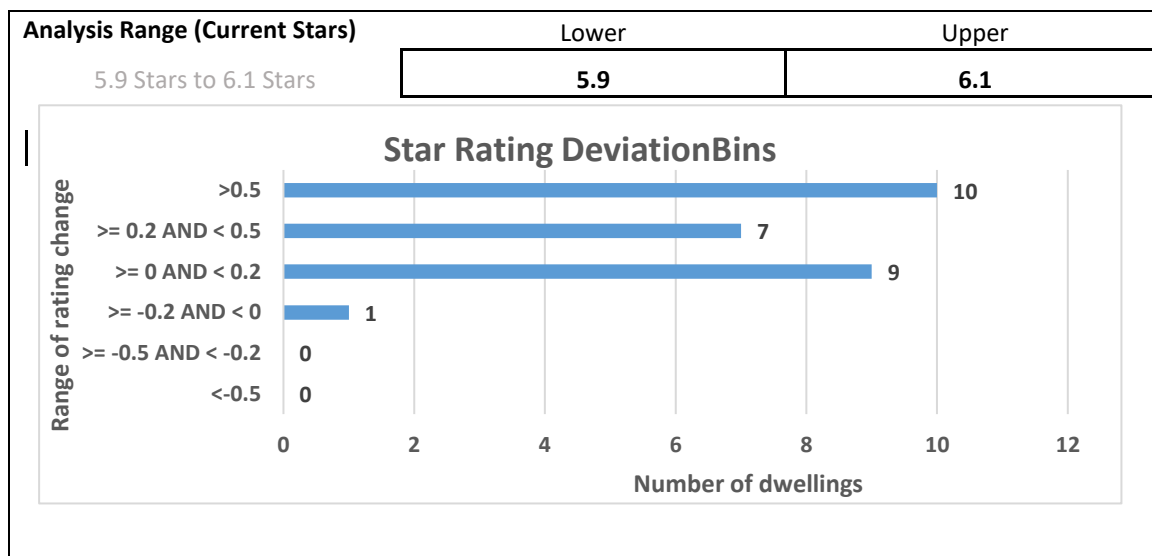 Analysis Range (Current Stars) Lower Upper
5.9 Stars to 6.1 Stars 5.9 6.1
Star Rating DeviationBins
Range of rating change
>0.5 10
>= 0.2 AND < 0.5 7
>= 0 AND < 0.2 9
>= -0.2 AND < 0 1
>= -0.5 AND < -0.2 0
<-0.5 0
0 2 4 6 8 10 12
Number of dwellings